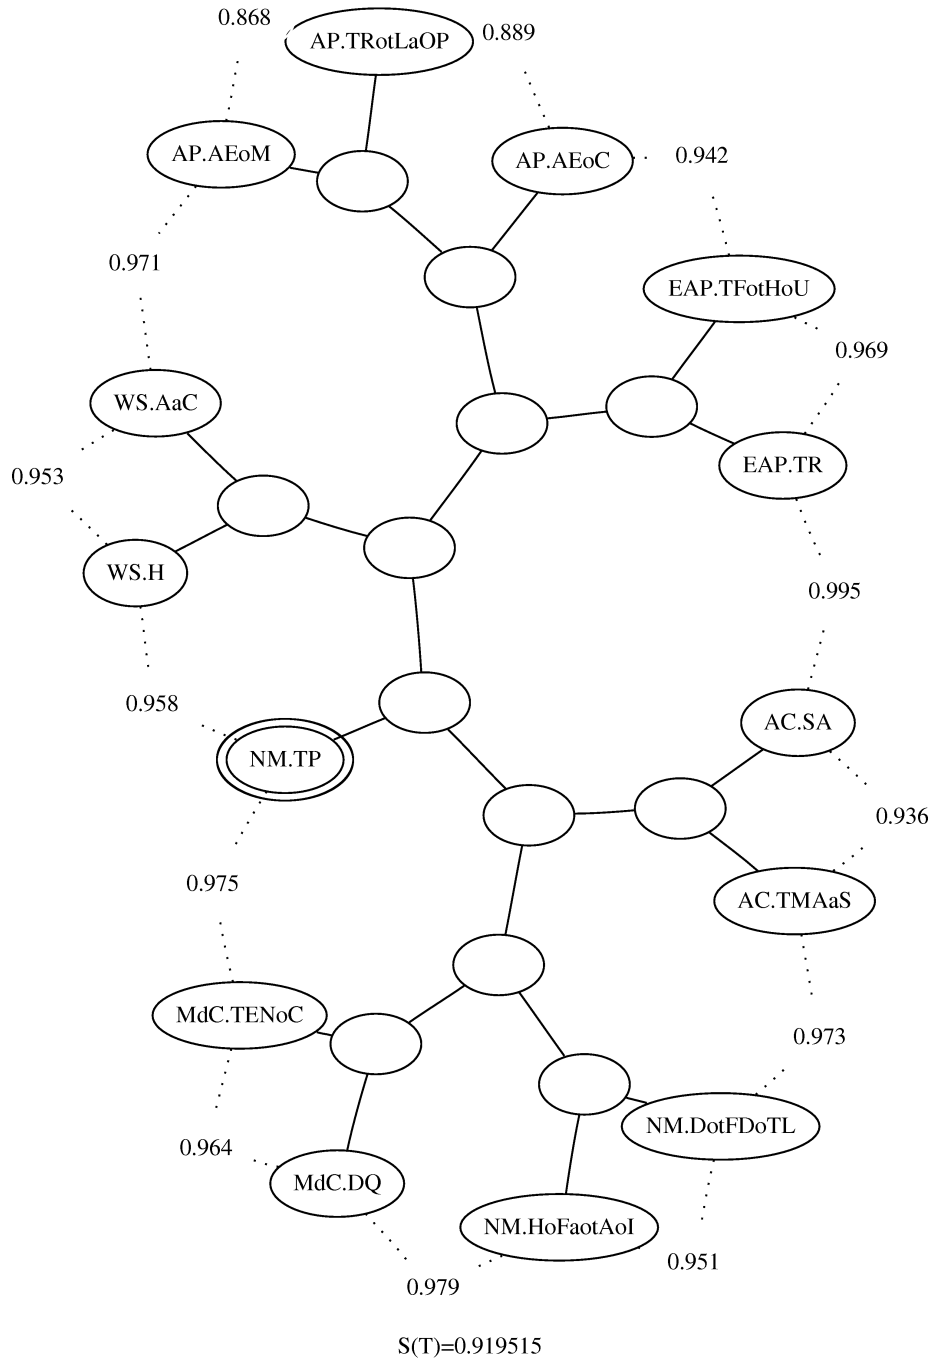 0.868
AP.TRotLaOP
0.889
AP.AEoM
AP.AEoC
0.942
0.971
EAP.TFotHoU
0.969
WS.AaC
EAP.TR
0.953
WS.H
0.995
0.958
AC.SA
NM.TP
0.936
0.975
AC.TMAaS
MdC.TENoC
0.973
NM.DotFDoTL
0.964
MdC.DQ
NM.HoFaotAoI
0.951
0.979
S(T)=0.919515